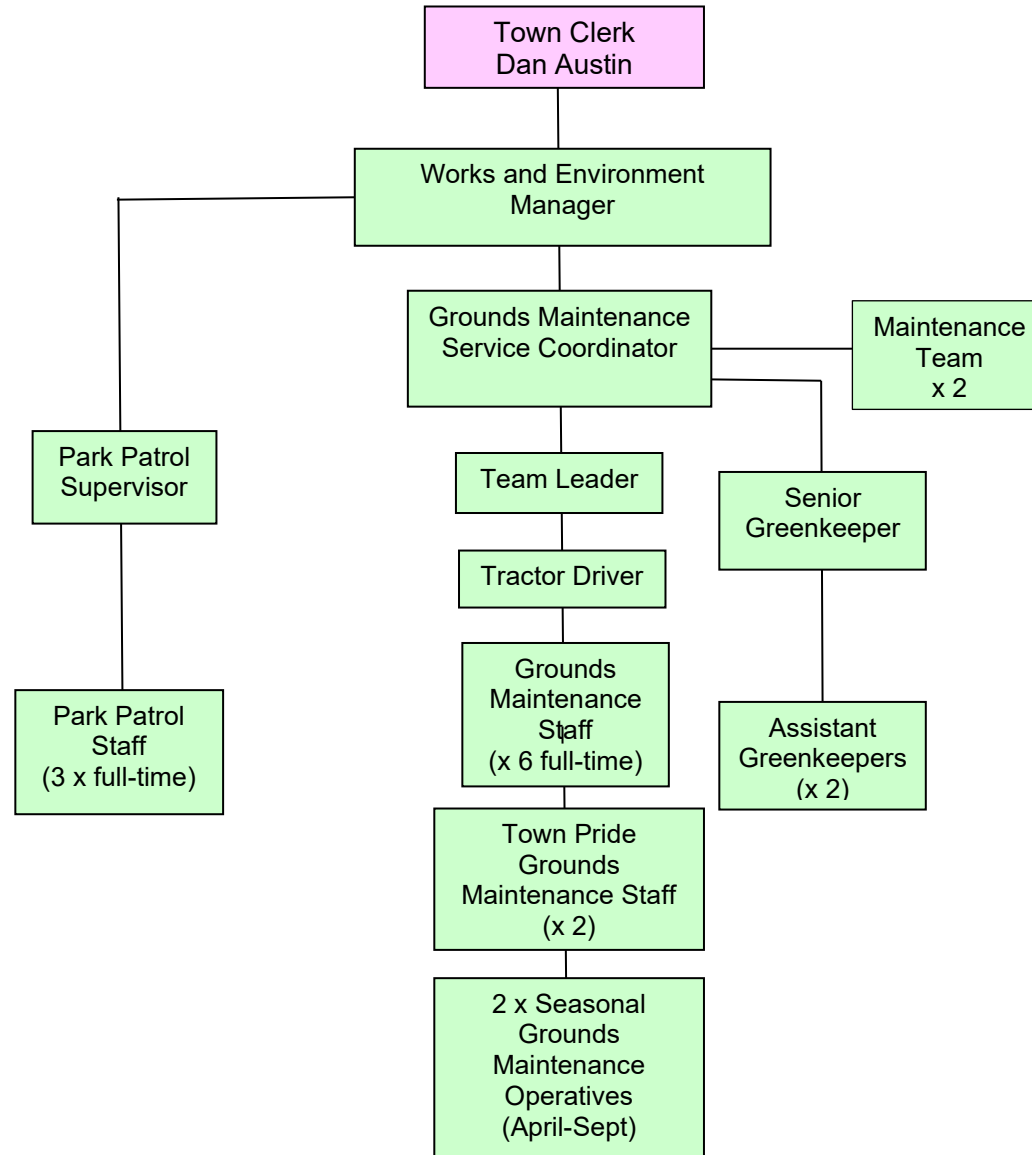 Town Clerk
Dan Austin
Works and Environment
Manager
Grounds Maintenance
Service Coordinator
Maintenance
Team
x 2
Park Patrol
Supervisor
Team Leader
Senior
Greenkeeper
Tractor Driver
Grounds
Maintenance
Staff
(x 6 full-time)
Park Patrol
Staff
(3 x full-time)
Assistant
Greenkeepers
(x 2)
Town Pride
Grounds
Maintenance Staff
(x 2)
2 x Seasonal
Grounds
Maintenance
Operatives
(April-Sept)